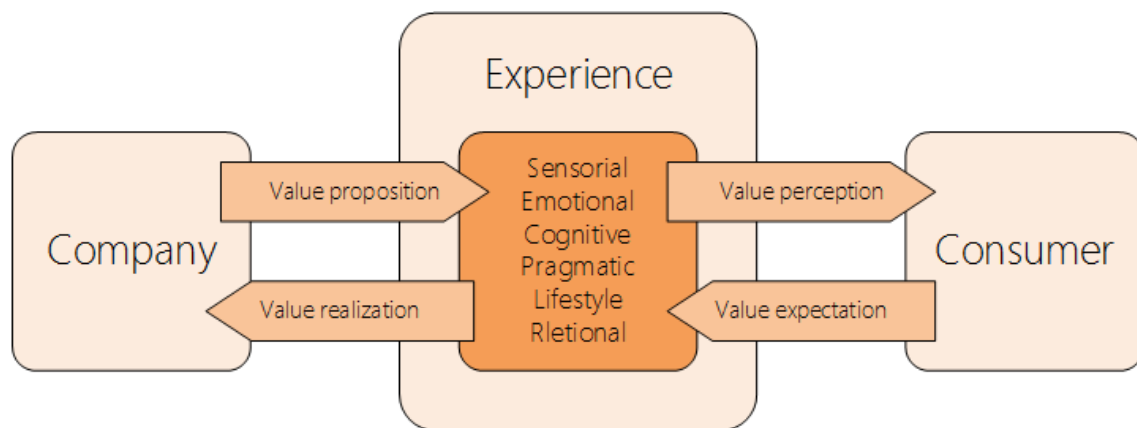 Experience
Company
Value proposition
Value realization
Sensorial
Emotional
Cognitive
Pragmatic
Lifestyle
Rletional
Value perception
Value expectation
Consumer